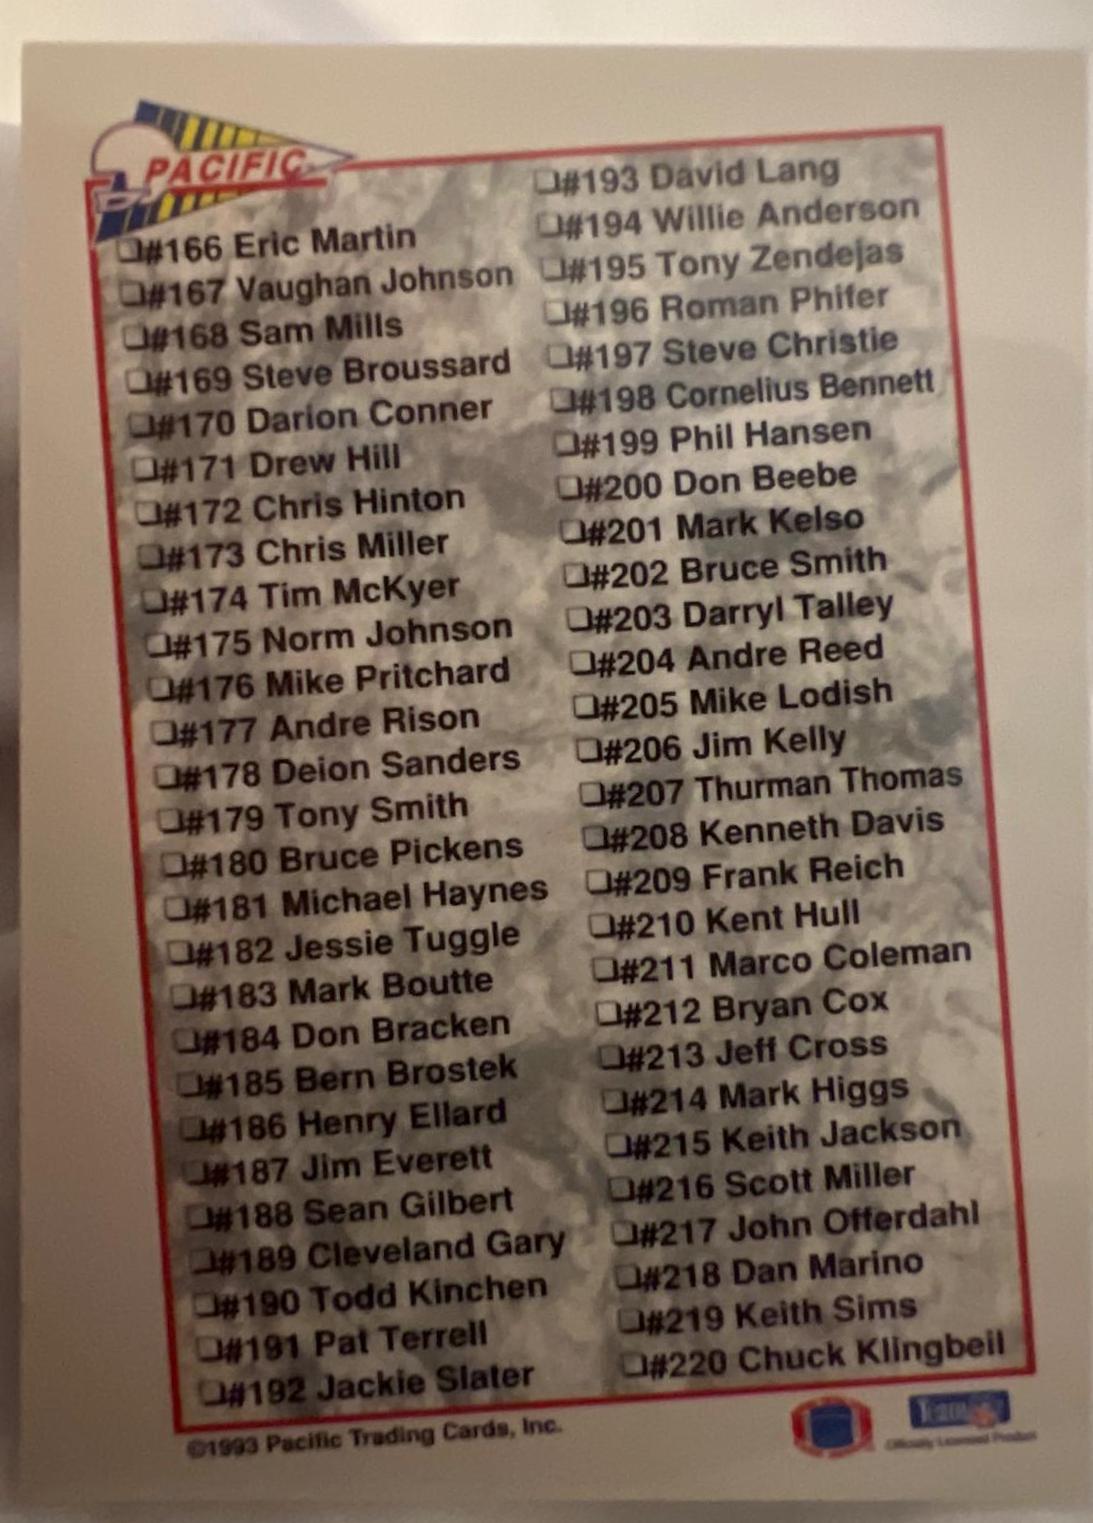 PACIFIC
❏#166 Eric Martin
❏#167 Vaughan Johnson
❏#168 Sam Mills
❏#169 Steve Broussard
❏#170 Darion Conner
❏#171 Drew Hill
❏#172 Chris Hinton
❏#173 Chris Miller
❏#174 Tim McKyer
❏#175 Norm Johnson
❏#176 Mike Pritchard
❏#177 Andre Rison
❏#178 Deion Sanders
❏#179 Tony Smith
❏#180 Bruce Pickens
❏#181 Michael Haynes
❏#182 Jessie Tuggle
❏#183 Mark Boutte
❏#184 Don Bracken
❏#185 Bern Brostek
❏#186 Henry Ellard
❏#187 Jim Everett
❏#188 Sean Gilbert
❏#189 Cleveland Gary
❏#190 Todd Kinchen
❏#191 Pat Terrell
❏#192 Jackie Slater
❏#193 David Lang
❏#194 Willie Anderson
❏#195 Tony Zendejas
❏#196 Roman Phifer
❏#197 Steve Christie
❏#198 Cornelius Bennett
❏#199 Phil Hansen
❏#200 Don Beebe
❏#201 Mark Kelso
❏#202 Bruce Smith
❏#203 Darryl Talley
❏#204 Andre Reed
❏#205 Mike Lodish
❏#206 Jim Kelly
❏#207 Thurman Thomas
❏#208 Kenneth Davis
❏#209 Frank Reich
❏#210 Kent Hull
❏#211 Marco Coleman
❏#212 Bryan Cox
❏#213 Jeff Cross
❏#214 Mark Higgs
❏#215 Keith Jackson
❏#216 Scott Miller
❏#217 John Offerdahl
❏#218 Dan Marino
❏#219 Keith Sims
❏#220 Chuck Klingbeil
©1993 Pacific Trading Cards, Inc.
Officially Licensed Product